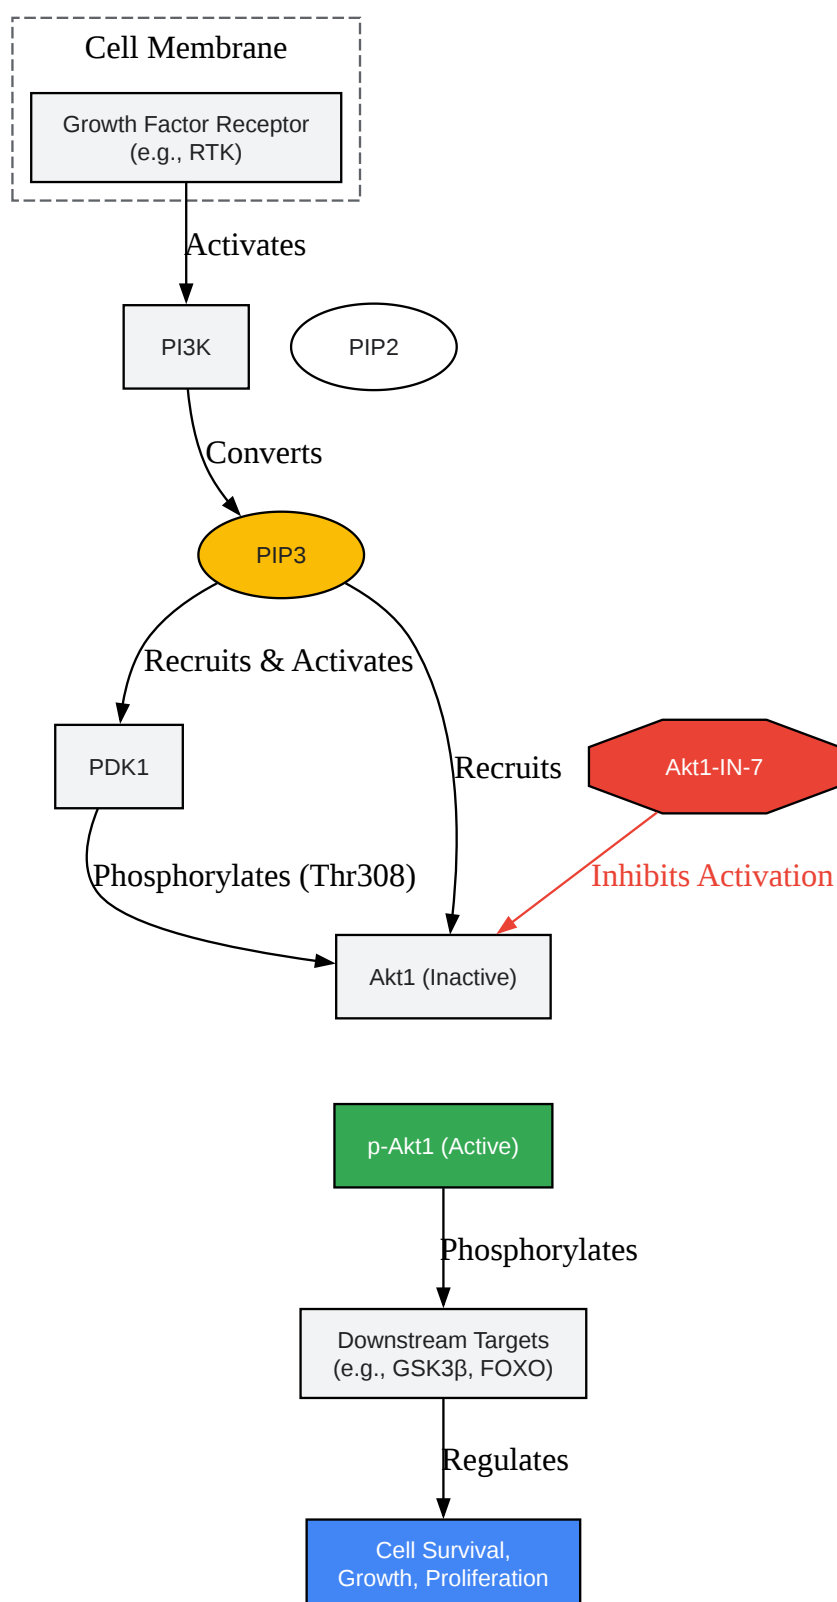 Cell Membrane
Growth Factor Receptor
(e.g., RTK)
Activates
PI3K
PIP2
Converts
PIP3
Recruits & Activates
Recruits
PDK1
Akt1-IN-7
Phosphorylates (Thr308)
Inhibits Activation
Akt1 (Inactive)
p-Akt1 (Active)
Phosphorylates
Downstream Targets
(e.g., GSK3β, FOXO)
Regulates
Cell Survival,
Growth, Proliferation